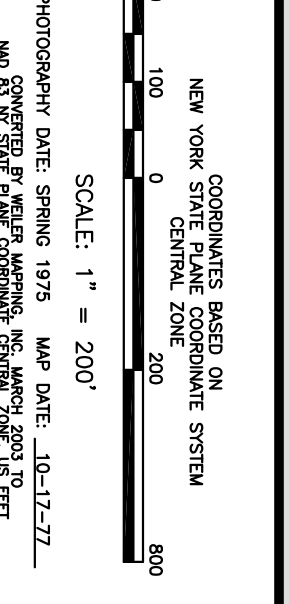 COORDINATES BASED ON
NEW YORK STATE PLANE COORDINATE SYSTEM
CENTRAL ZONE
100 0 200 800
SCALE: 1" = 200'
PHOTOGRAPHY DATE: SPRING 1975 MAP DATE: 10-17-77
CONVERTED BY WEILER MAPPING, INC. MARCH 2003 TO
NAD 83 NY STATE PLANE COORDINATE CENTRAL ZONE, US FEET